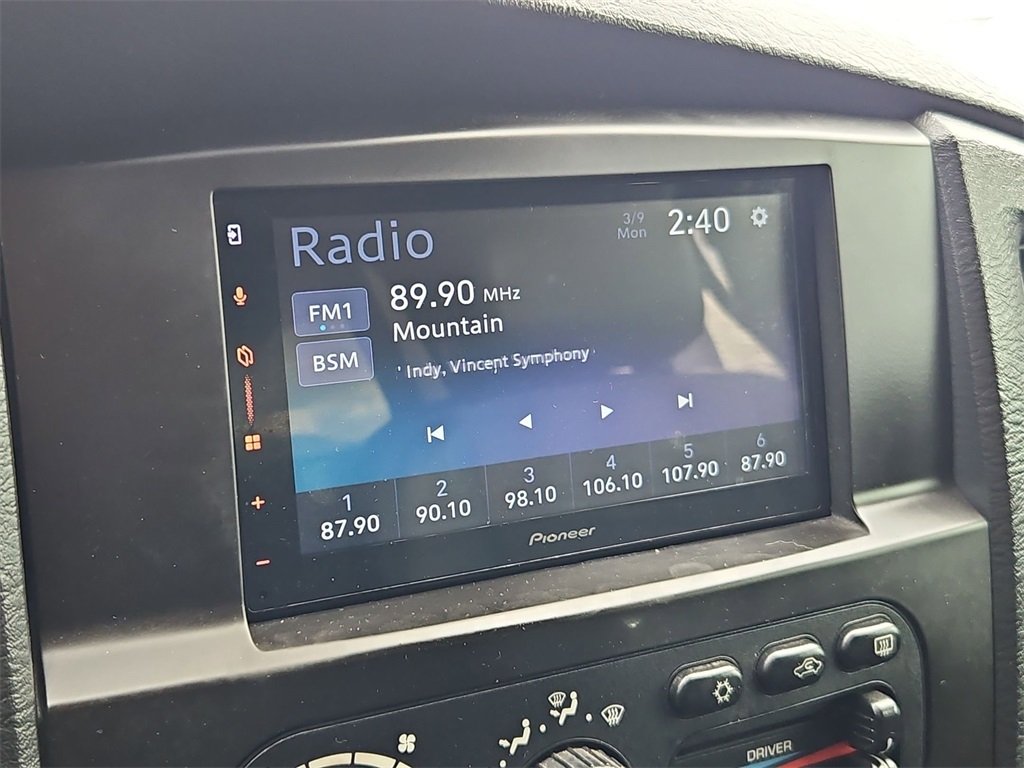 Radio
3/9
Mon
2:40
FM1
89.90 MHz
Mountain
BSM
' Indy, Vincent Symphony '
1
87.90
2
90.10
3
98.10
4
106.10
5
107.90
6
87.90
Pioneer
DRIVER